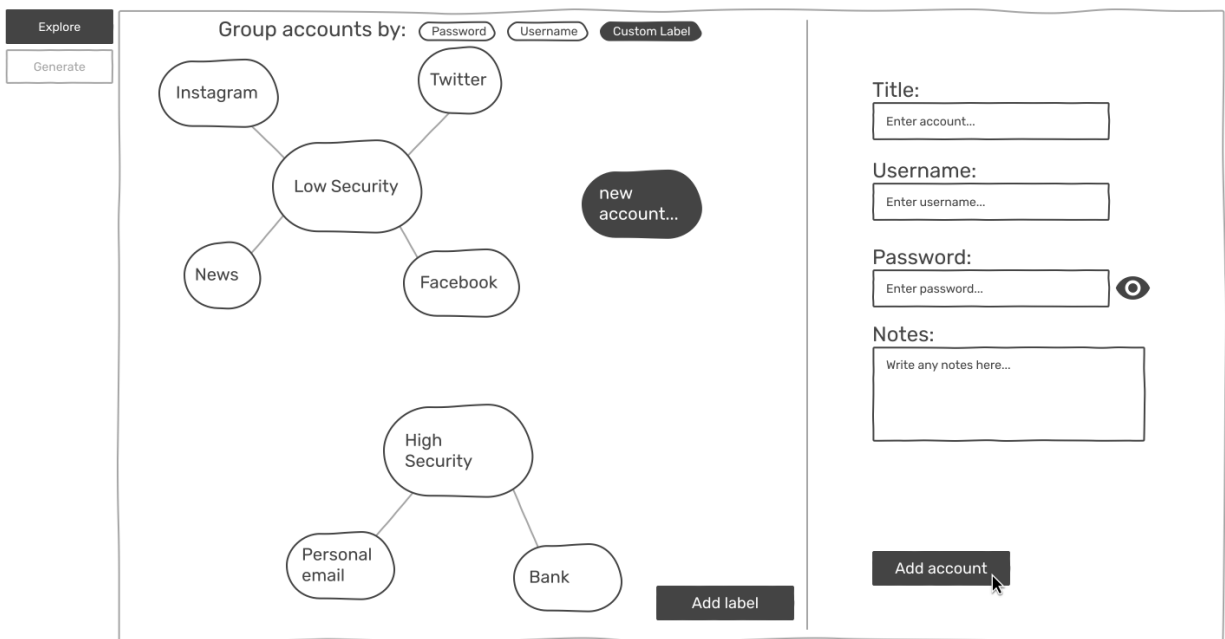 Explore
Generate
Group accounts by:
Password
Username
Custom Label
Instagram
Twitter
Low Security
News
Facebook
new
account...
High
Security
Personal
email
Bank
Add label
Title:
Enter account...
Username:
Enter username...
Password:
Enter password...
Notes:
Write any notes here...
Add account